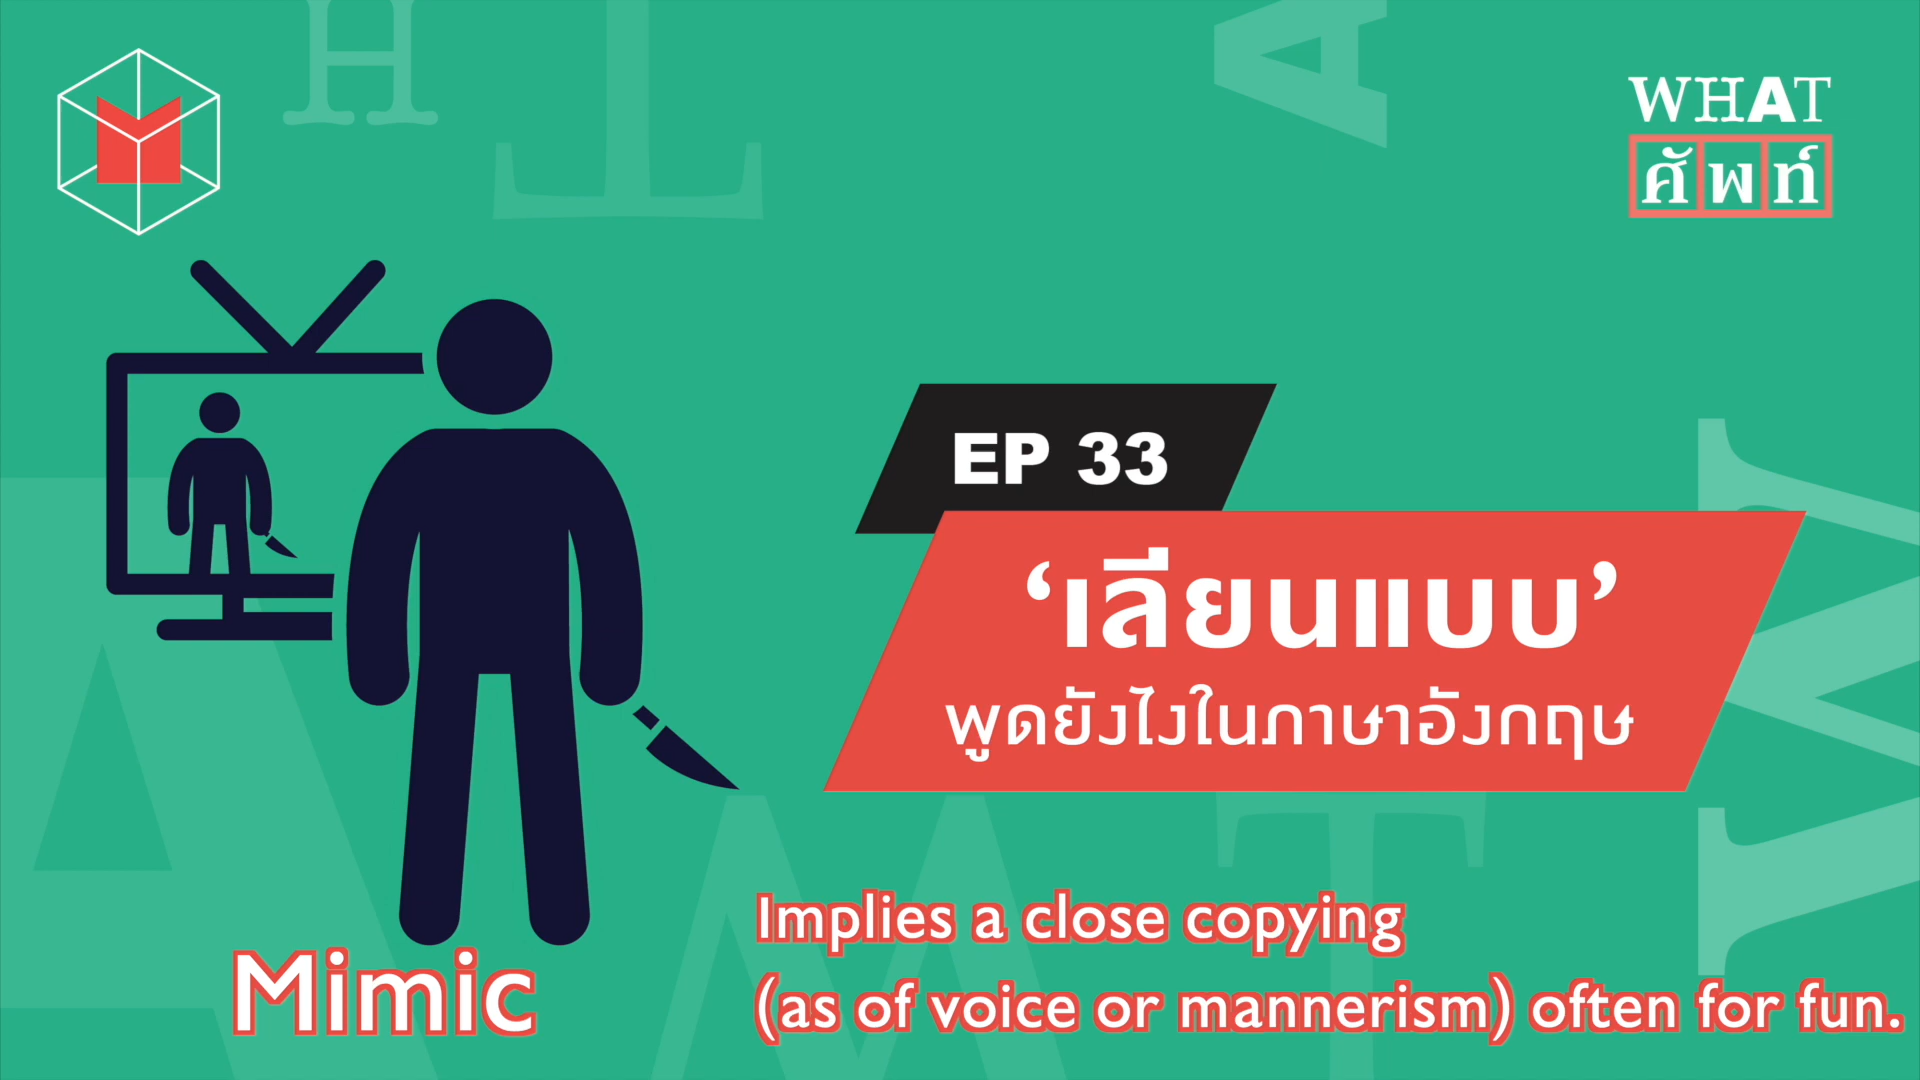 WHAT
ศัพท์
EP 33
‘เลียนแบบ’
พูดยังไงในภาษาอังกฤษ
Mimic
Implies a close copying
(as of voice or mannerism) often for fun.